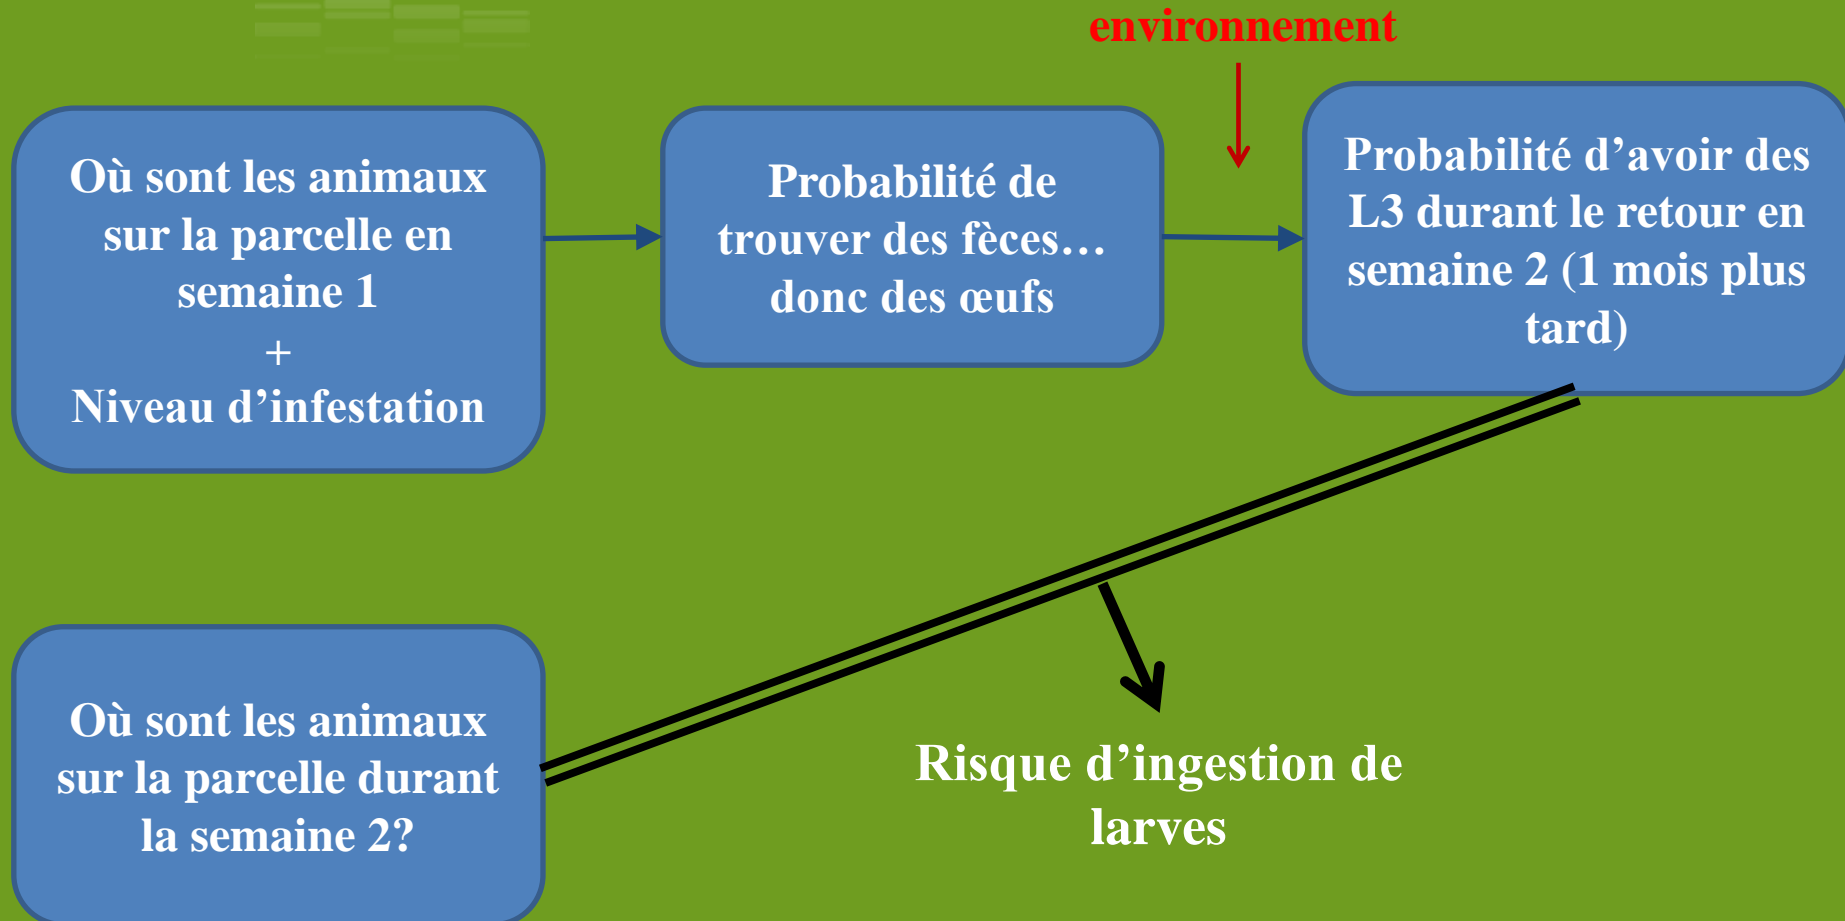 environnement
Où sont les animaux
sur la parcelle en
semaine 1
+
Niveau d’infestation
Probabilité de
trouver des fèces…
donc des œufs
Probabilité d’avoir des
L3 durant le retour en
semaine 2 (1 mois plus
tard)
Où sont les animaux
sur la parcelle durant
la semaine 2?
Risque d’ingestion de
larves